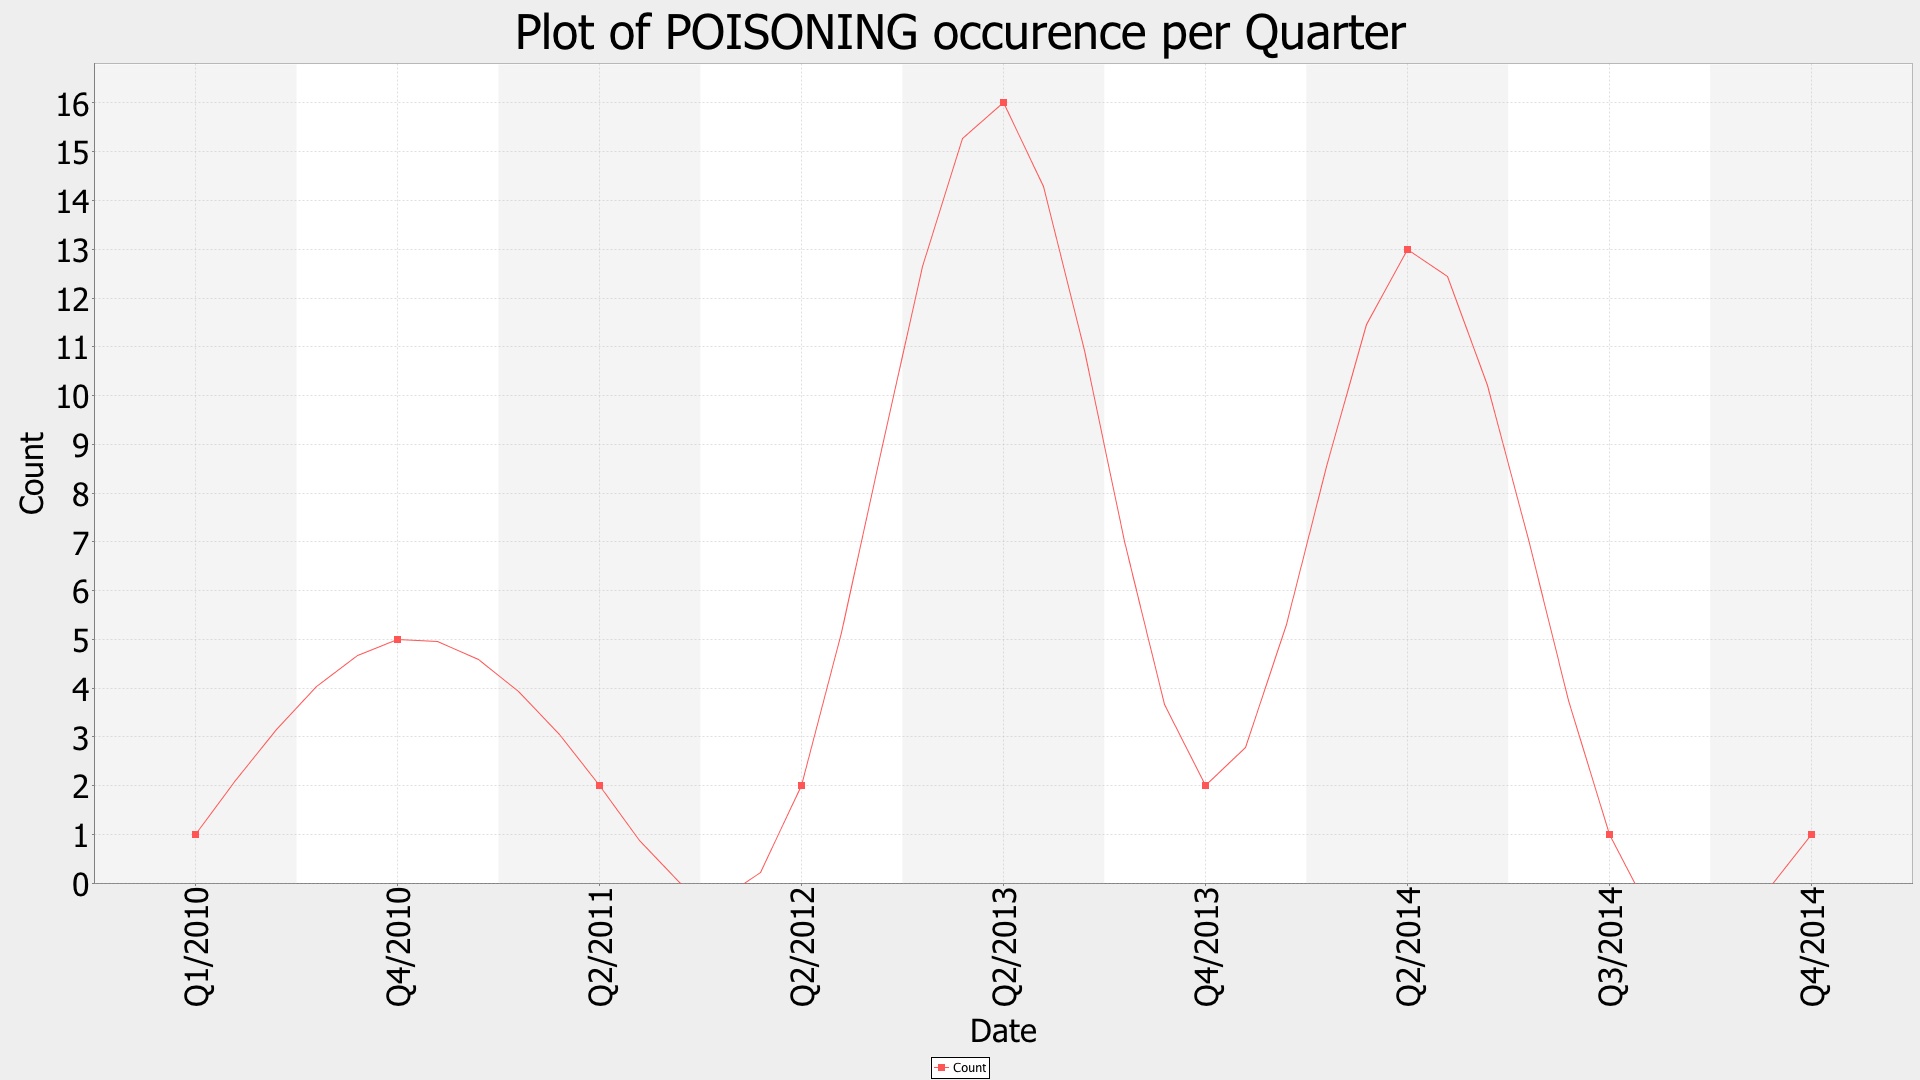 Plot of POISONING occurence per Quarter
16
15
14
13
12
11
10
9
8
7
6
5
4
3
2
1
0
Count
Q1/2010
Q4/2010
Q2/2011
Q2/2012
Q2/2013
Q4/2013
Q2/2014
Q3/2014
Q4/2014
Date
Count